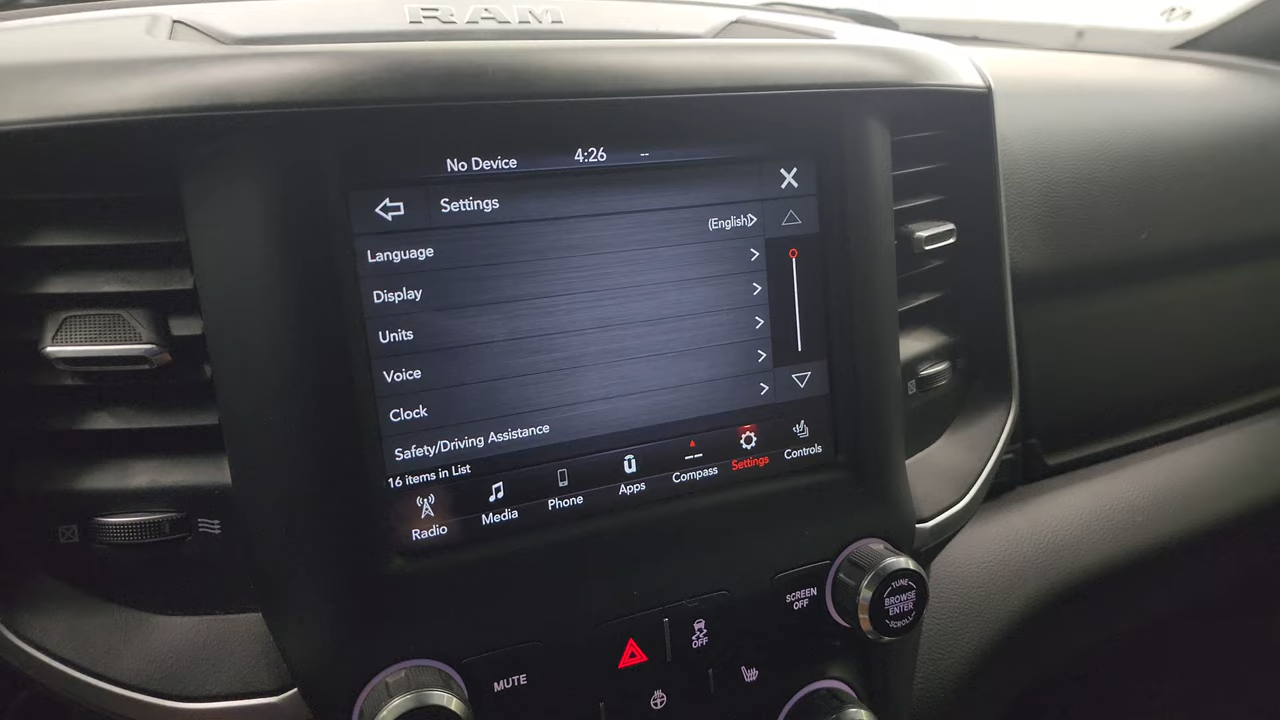 RAM
No Device 4:26 --
Settings
Language (English)
Display
Units
Voice
Clock
Safety/Driving Assistance
16 items in List
Radio Media Phone Apps Compass Settings Controls
SCREEN
OFF
TUNE
BROWSE
ENTER
SCROLL
OFF
MUTE